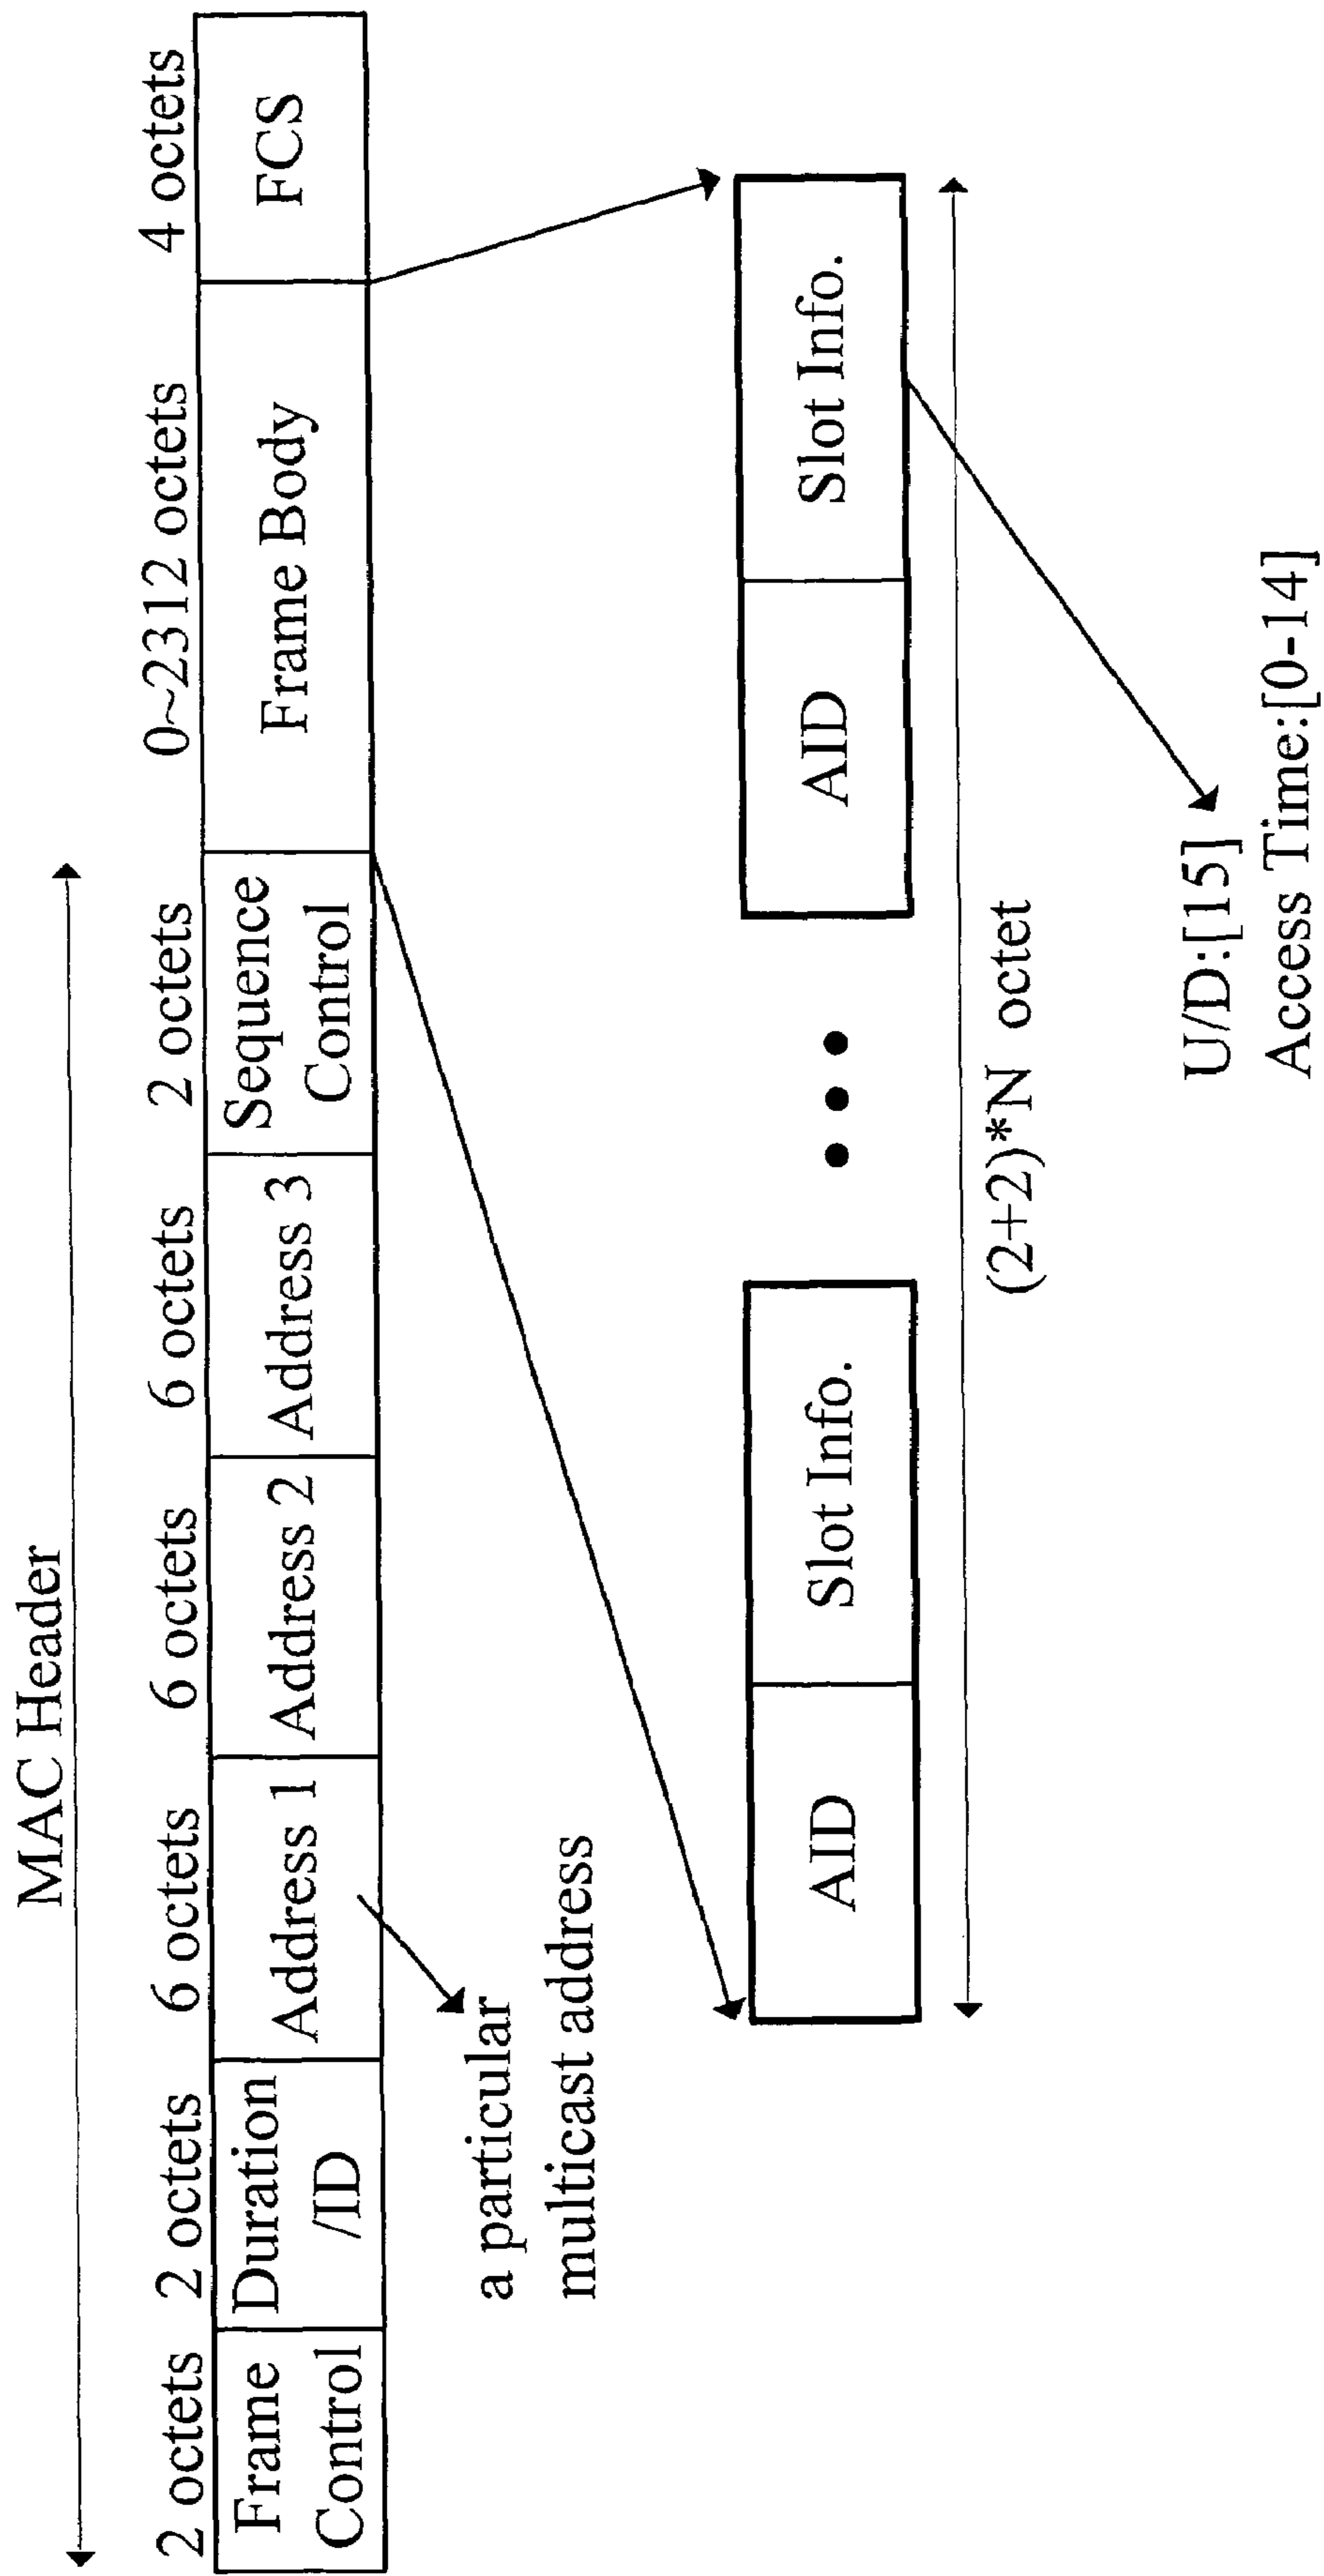 MAC Header
2 octets
2 octets
6 octets
6 octets
6 octets
2 octets
0~2312 octets
4 octets
Frame
Control
Duration
/ID
Address 1
Address 2
Address 3
Sequence
Control
Frame Body
FCS
a particular
multicast address
AID
Slot Info.
AID
Slot Info.
(2+2)*N octet
U/D:[15]
Access Time:[0-14]